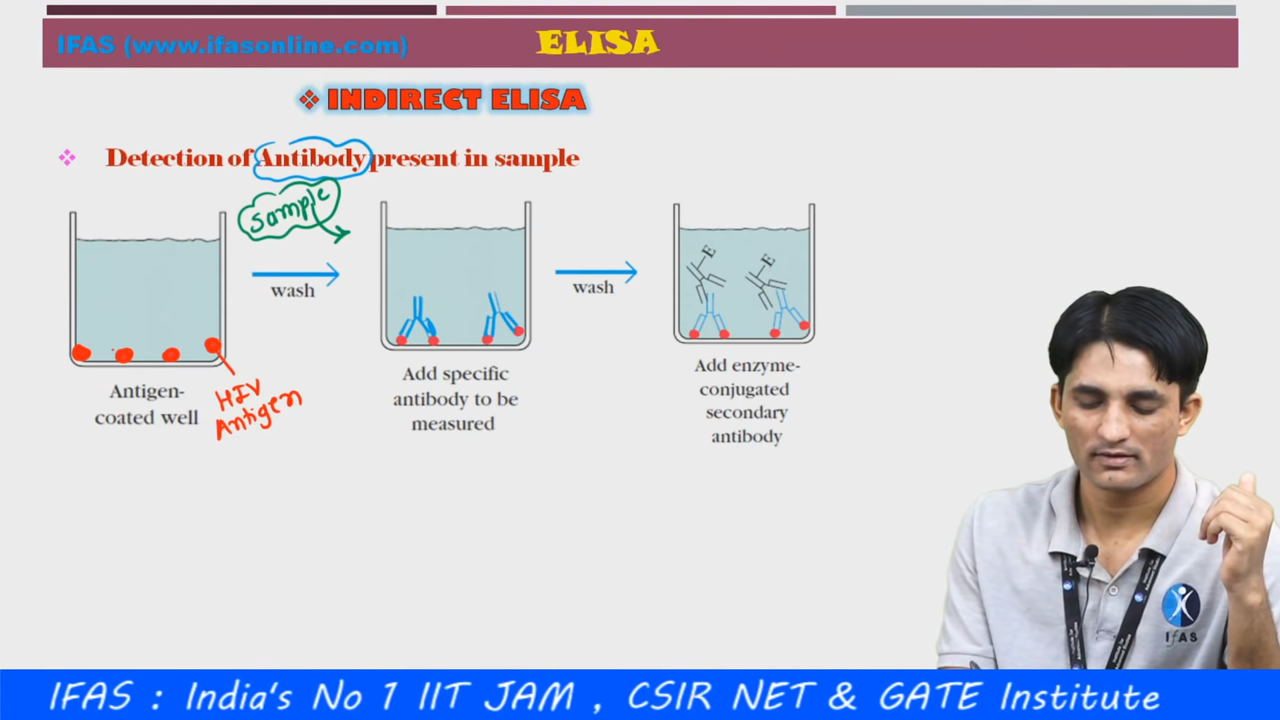 IFAS (www.ifasonline.com)
ELISA
❖ INDIRECT ELISA
❖ Detection of Antibody present in sample
Sample
wash
wash
E
E
Antigen-
coated well
HIV
Antigen
Add specific
antibody to be
measured
Add enzyme-
conjugated
secondary
antibody
IFAS
IFAS : India's No 1 IIT JAM , CSIR NET & GATE Institute